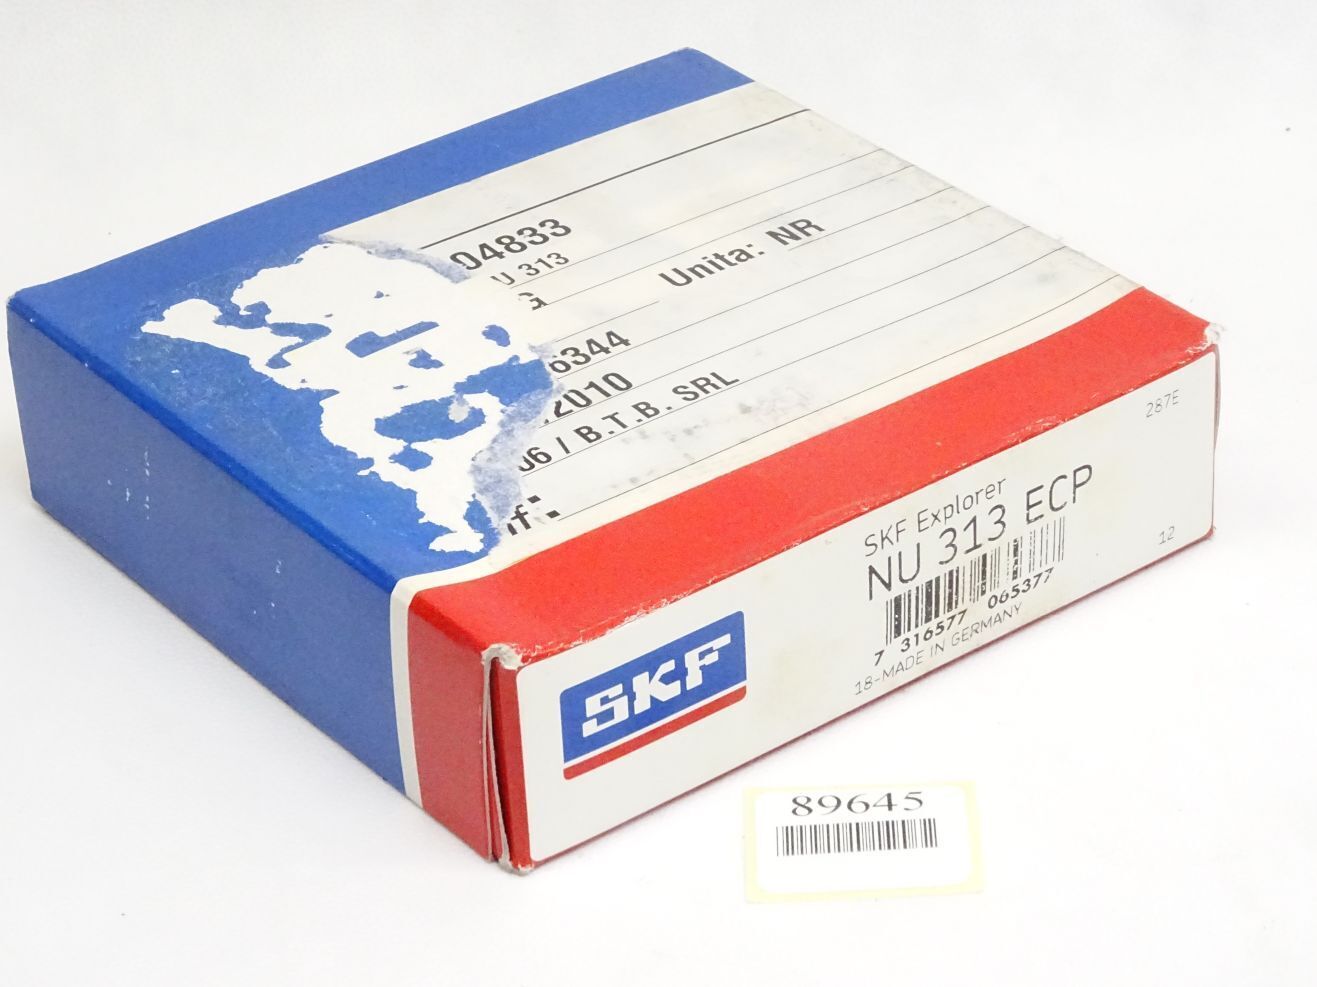 04833
U 313
G
Unita: NR
6344
.2010
06 / B.T.B. SRL
287E
SKF Explorer
NU 313 ECP
7 316577 065377
18-MADE IN GERMANY
12
SKF
89645